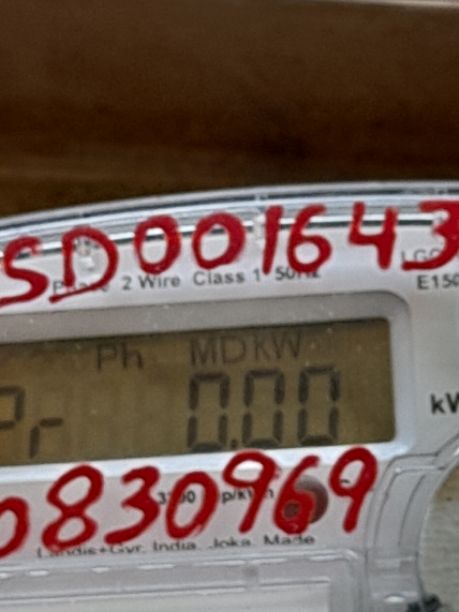 SD001643
2 Wire Class 1 50Hz
E150
Ph MD KW
Pr 0.00
kW
0830969
Landis+Gyr, India, Joka, Made